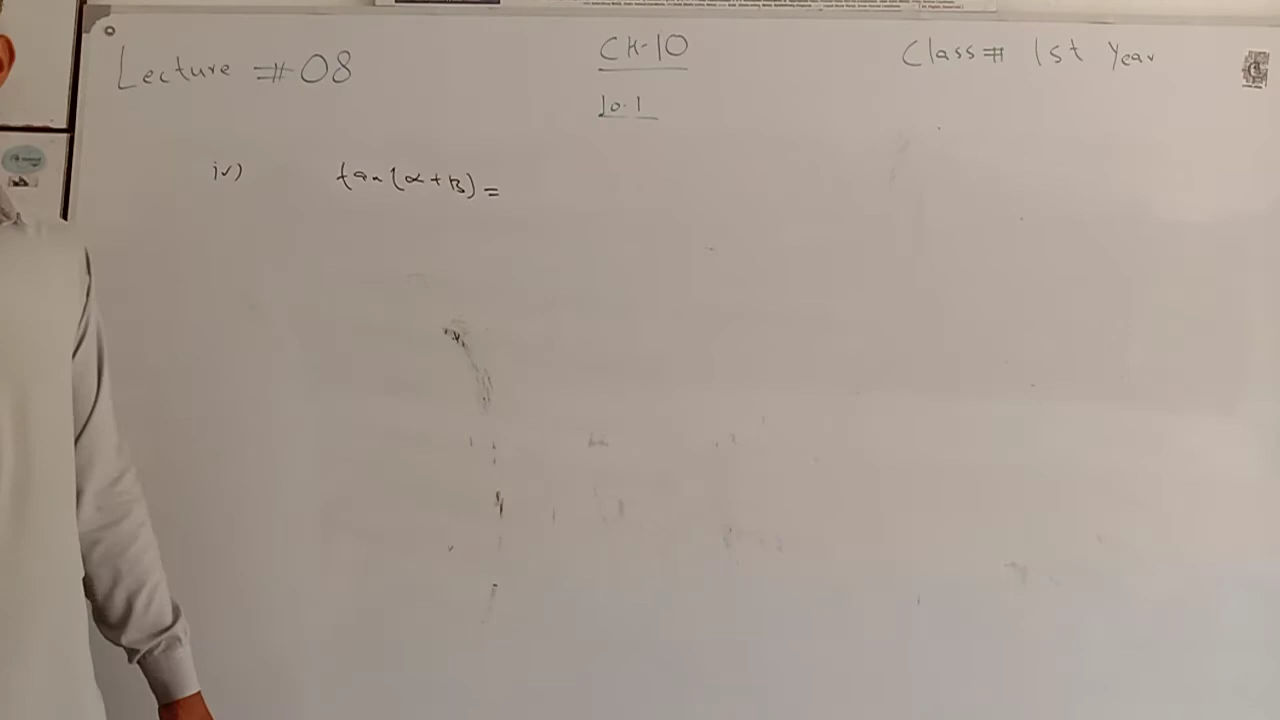 Lecture # 08
CH-10
Class# 1st Year
10.1
iv) tan(α+β)=